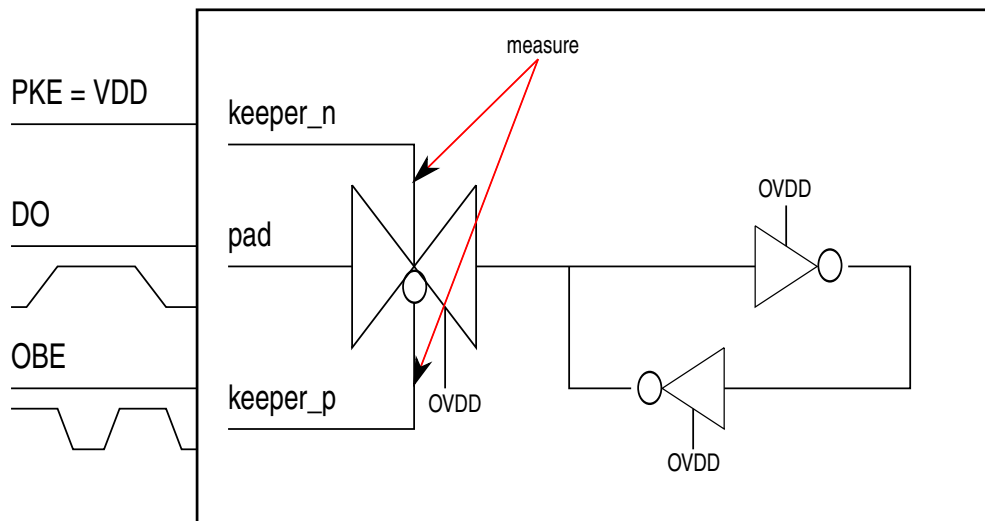 measure
PKE = VDD
keeper_n
DO
OVDD
pad
OBE
keeper_p
OVDD
OVDD